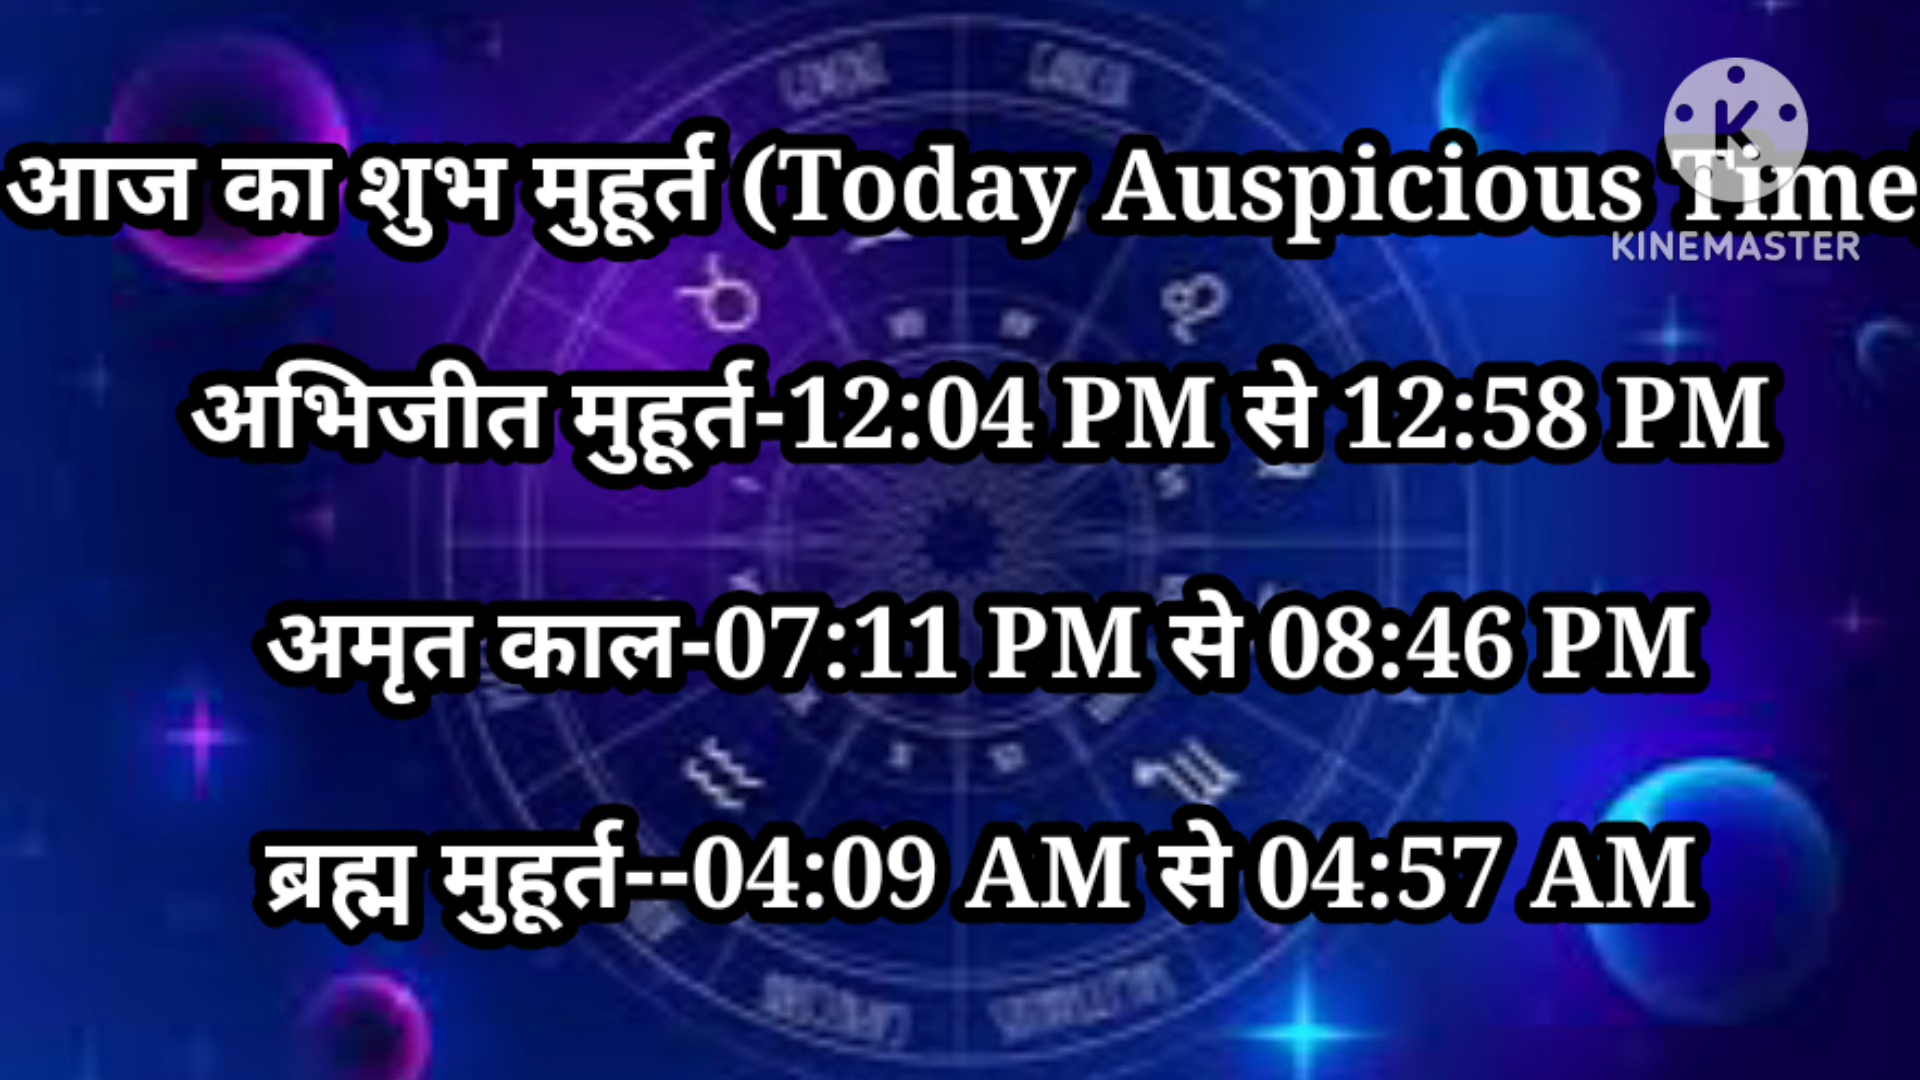 आज का शुभ मुहूर्त (Today Auspicious Time)
KINEMASTER
अभिजीत मुहूर्त-12:04 PM से 12:58 PM
अमृत काल-07:11 PM से 08:46 PM
ब्रह्म मुहूर्त--04:09 AM से 04:57 AM